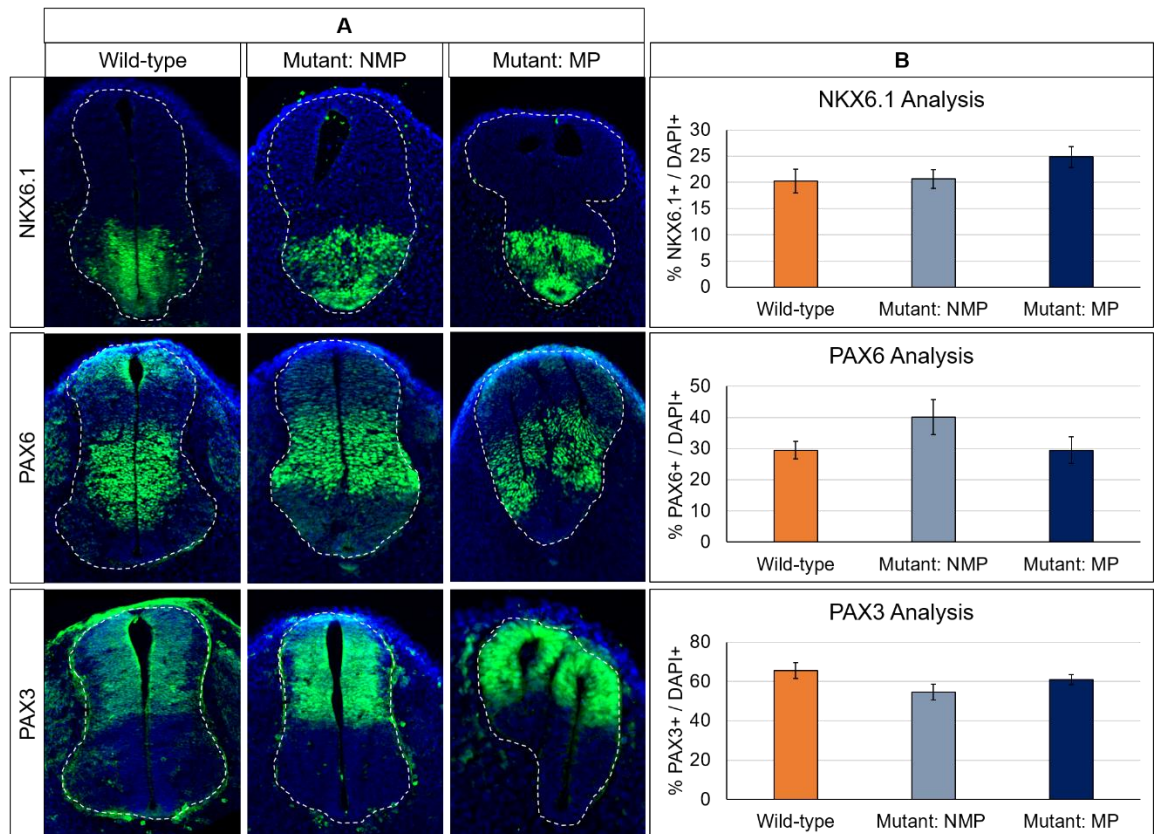 A
Wild-type
Mutant: NMP
Mutant: MP
B
NKX6.1
NKX6.1 Analysis
% NKX6.1+ / DAPI+
30
25
20
15
10
5
0
Wild-type
Mutant: NMP
Mutant: MP
PAX6
PAX6 Analysis
% PAX6+ / DAPI+
50
40
30
20
10
0
Wild-type
Mutant: NMP
Mutant: MP
PAX3
PAX3 Analysis
% PAX3+ / DAPI+
80
60
40
20
0
Wild-type
Mutant: NMP
Mutant: MP